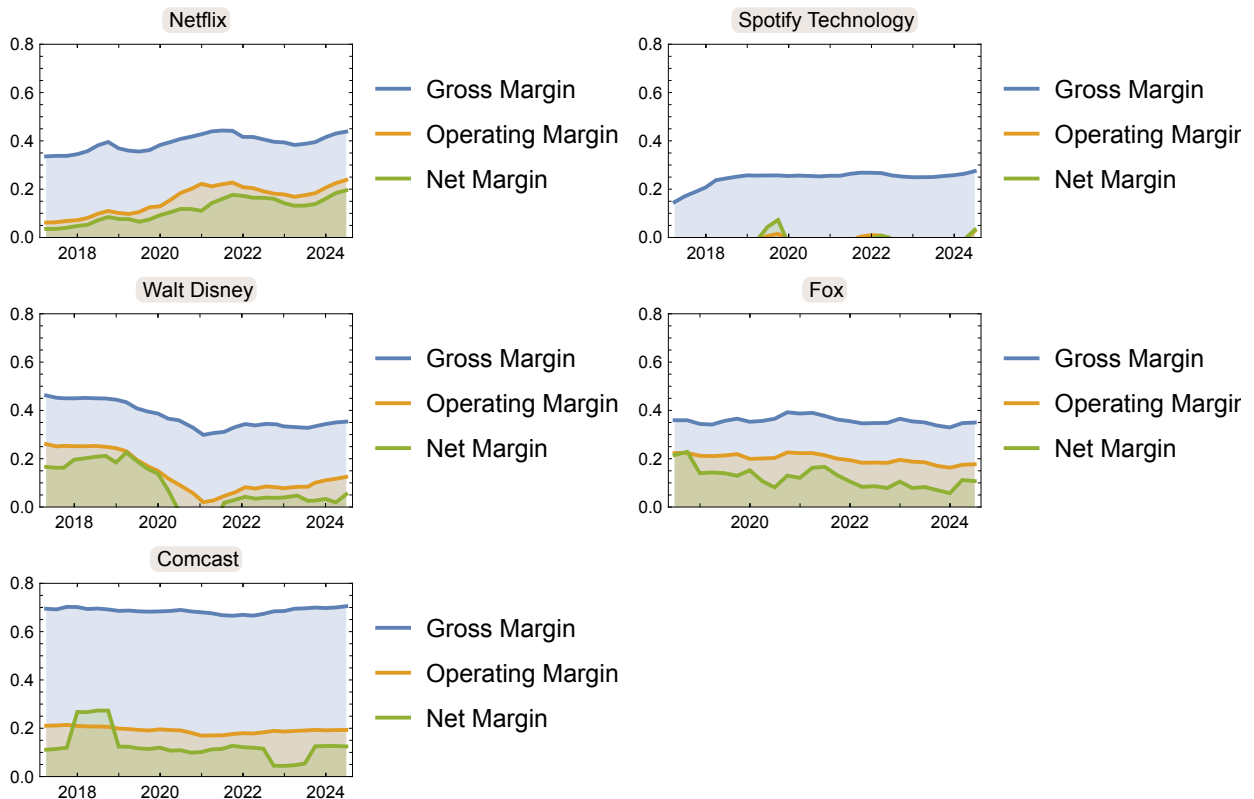 Netflix
0.8
0.6
0.4
0.2
0.0
2018 2020 2022 2024
Gross Margin
Operating Margin
Net Margin
Spotify Technology
0.8
0.6
0.4
0.2
0.0
2018 2020 2022 2024
Gross Margin
Operating Margir
Net Margin
Walt Disney
0.8
0.6
0.4
0.2
0.0
2018 2020 2022 2024
Gross Margin
Operating Margin
Net Margin
Fox
0.8
0.6
0.4
0.2
0.0
2020 2022 2024
Gross Margin
Operating Margir
Net Margin
Comcast
0.8
0.6
0.4
0.2
0.0
2018 2020 2022 2024
Gross Margin
Operating Margin
Net Margin